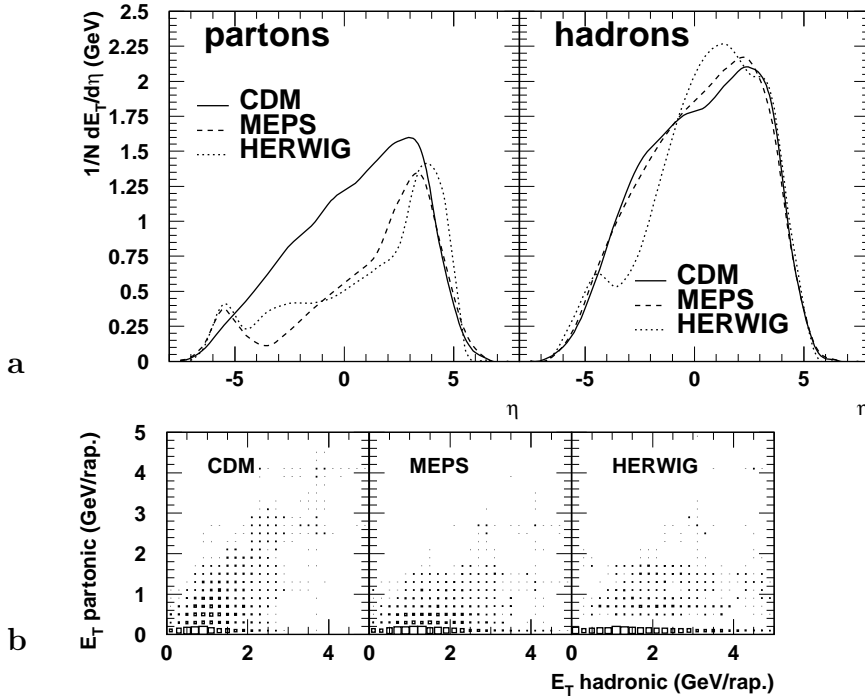 1/N dE_T/dη (GeV)
2.25
2
1.75
1.5
1.25
1
0.75
0.5
0.25
0
partons
CDM
MEPS
HERWIG
-5 0 5
η
hadrons
CDM
MEPS
HERWIG
-5 0 5
a
E_T partonic (GeV/rap.)
5
4
3
2
1
0
CDM
MEPS
HERWIG
0 2 4 0 2 4 0 2 4
E_T hadronic (GeV/rap.)
b